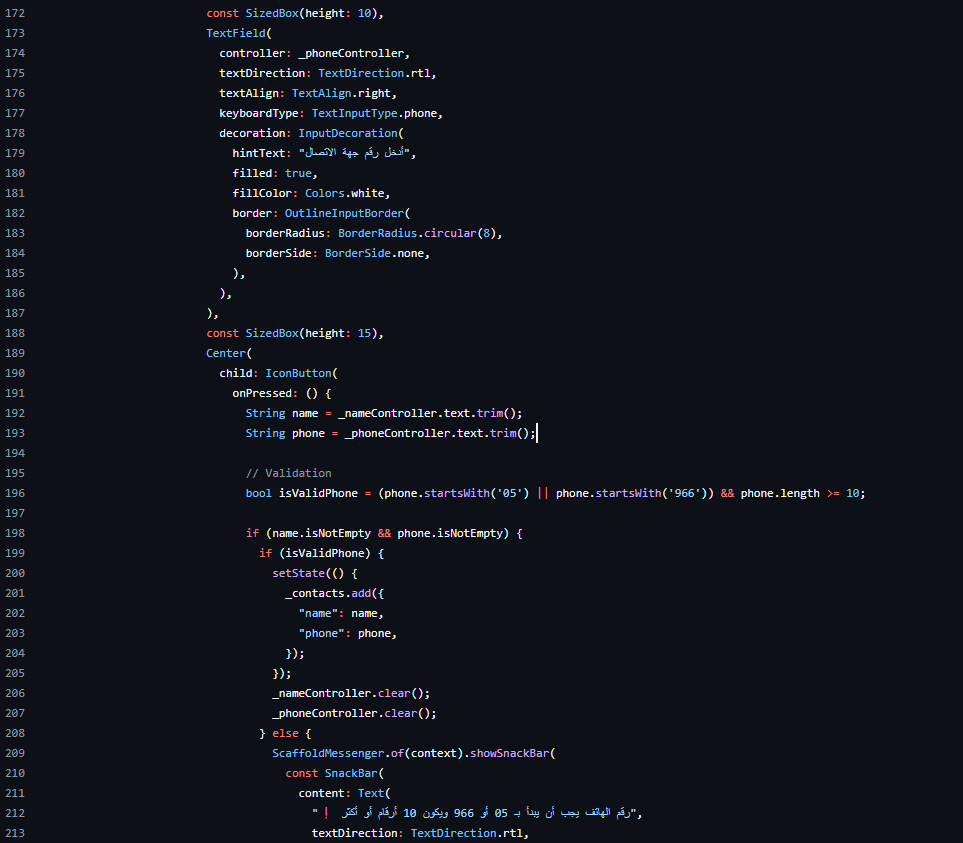 172 const SizedBox(height: 10),
173 TextField(
174 controller: _phoneController,
175 textDirection: TextDirection.rtl,
176 textAlign: TextAlign.right,
177 keyboardType: TextInputType.phone,
178 decoration: InputDecoration(
179 hintText: "أدخل رقم جهة الاتصال",
180 filled: true,
181 fillColor: Colors.white,
182 border: OutlineInputBorder(
183 borderRadius: BorderRadius.circular(8),
184 borderSide: BorderSide.none,
185 ),
186 ),
187 ),
188 const SizedBox(height: 15),
189 Center(
190 child: IconButton(
191 onPressed: () {
192 String name = _nameController.text.trim();
193 String phone = _phoneController.text.trim();
194
195 // Validation
196 bool isValidPhone = (phone.startsWith('05') || phone.startsWith('966')) && phone.length >= 10;
197
198 if (name.isNotEmpty && phone.isNotEmpty) {
199 if (isValidPhone) {
200 setState(() {
201 _contacts.add({
202 "name": name,
203 "phone": phone,
204 });
205 });
206 _nameController.clear();
207 _phoneController.clear();
208 } else {
209 ScaffoldMessenger.of(context).showSnackBar(
210 const SnackBar(
211 content: Text(
212 "رقم الهاتف يجب أن يبدأ بـ 05 أو 966 ويكون 10 أرقام أو أكثر ❗",
213 textDirection: TextDirection.rtl,